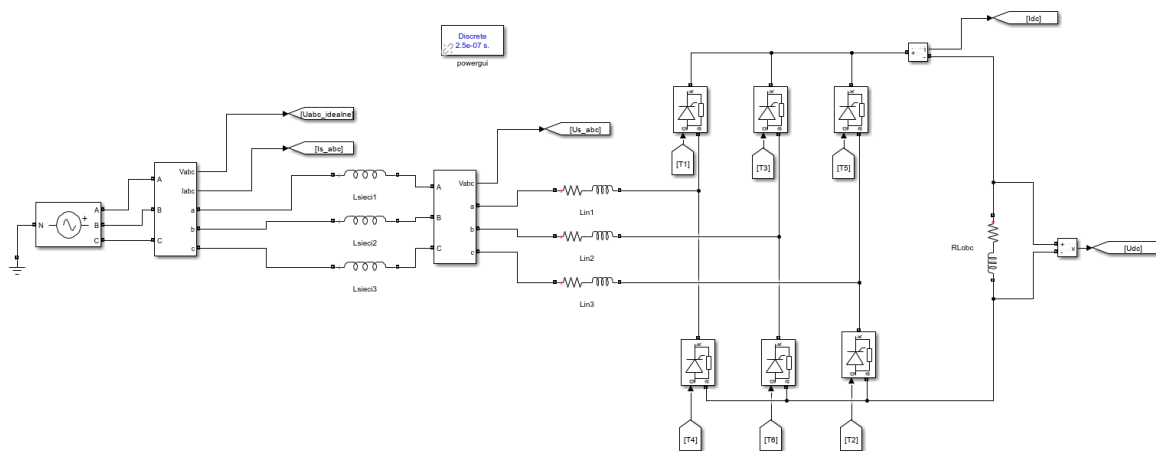 [Idc]
Discrete
2.5e-07 s.
powergui
[Uabc_idealne]
[Us_abc]
[Is_abc]
[T1]
[T3]
[T5]
Vabc
Iabc
A
B
C
a
b
c
N
A
B
C
Lsieci1
Lsieci2
Lsieci3
Vabc
A
B
C
a
b
c
Lin1
Lin2
Lin3
RLobc
+
-
v
[Udc]
[T4]
[T6]
[T2]